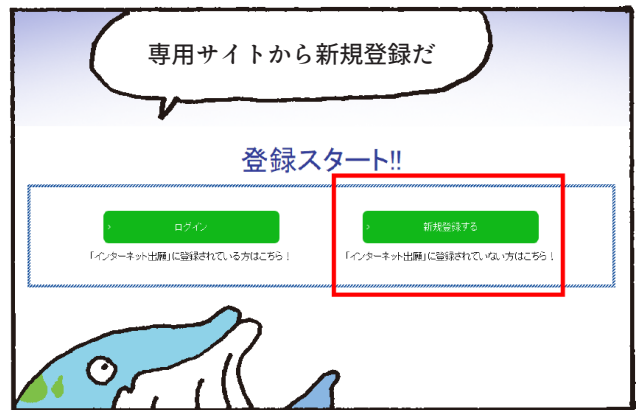 専用サイトから新規登録だ
登録スタート!!
ログイン
新規登録する
「インターネット出願」に登録されている方はこちら！
「インターネット出願」に登録されていない方はこちら！